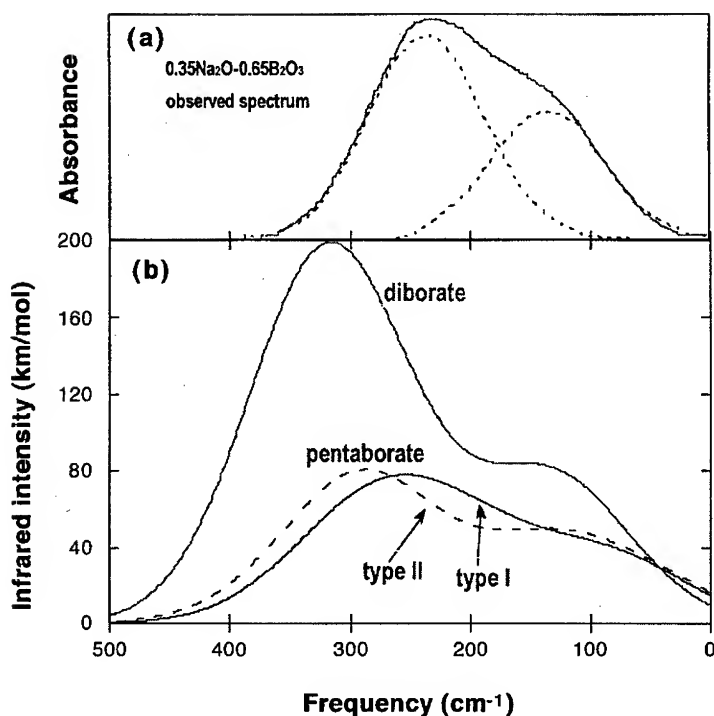 (a)
0.35Na₂O-0.65B₂O₃
observed spectrum
Absorbance
200
(b)
diborate
160
120
pentaborate
80
40
type II
type I
0
Infrared intensity (km/mol)
500 400 300 200 100 0
Frequency (cm⁻¹)